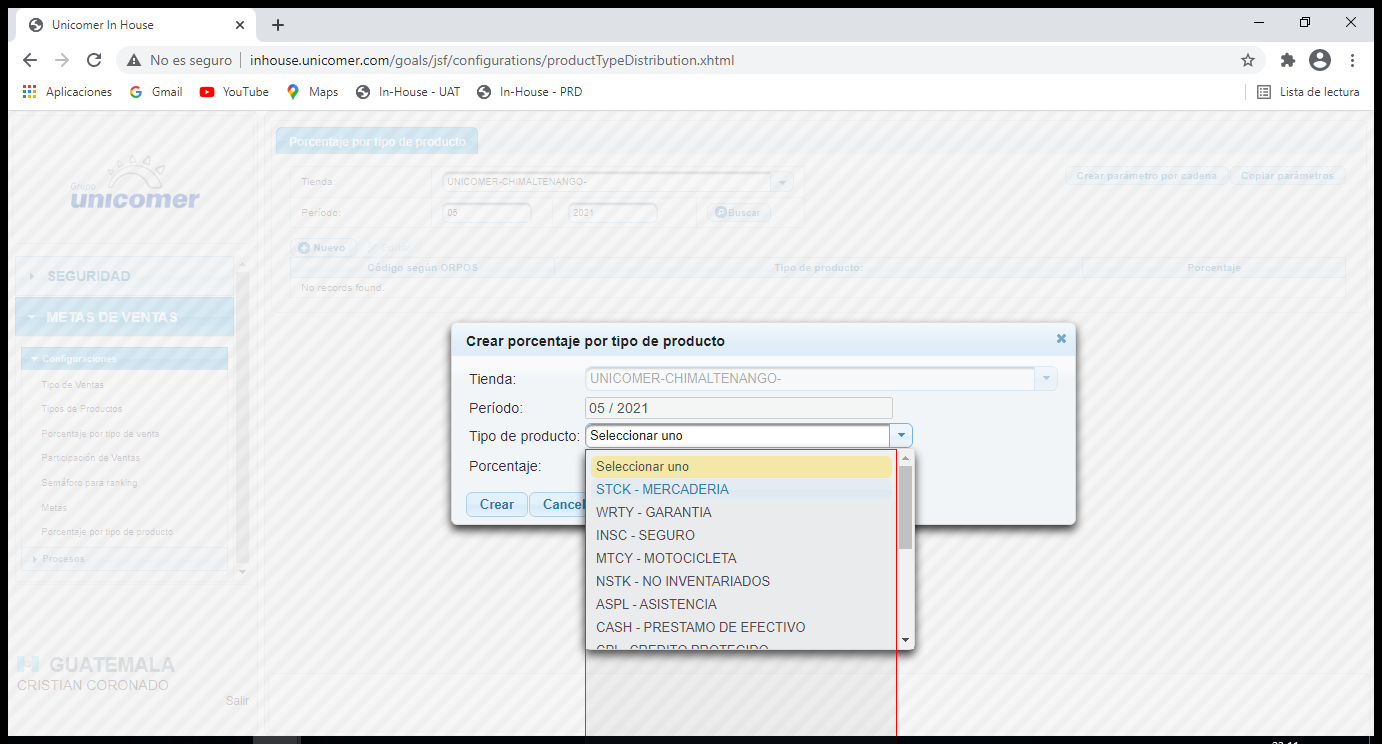 Unicomer In House
No es seguro
inhouse.unicomer.com/goals/jsf/configurations/productTypeDistribution.xhtml
Aplicaciones
Gmail
YouTube
Maps
In-House - UAT
In-House - PRD
Lista de lectura
Grupo
unicomer
SEGURIDAD
METAS DE VENTAS
Configuraciones
Tipo de Ventas
Tipos de Productos
Porcentaje por tipo de venta
Participación de Ventas
Semáforo para ranking
Metas
Porcentaje por tipo de producto
Procesos
GUATEMALA
CRISTIAN CORONADO
Salir
Porcentaje por tipo de producto
Tienda:
UNICOMER-CHIMALTENANGO-
Crear parámetro por cadena
Copiar parámetros
Período:
05
2021
Buscar
Nuevo
Editar
Código según ORPOS
Tipo de producto:
Porcentaje
No records found.
Crear porcentaje por tipo de producto
Tienda:
UNICOMER-CHIMALTENANGO-
Período:
05 / 2021
Tipo de producto:
Seleccionar uno
Porcentaje:
Crear
Cancel
Seleccionar uno
STCK - MERCADERIA
WRTY - GARANTIA
INSC - SEGURO
MTCY - MOTOCICLETA
NSTK - NO INVENTARIADOS
ASPL - ASISTENCIA
CASH - PRESTAMO DE EFECTIVO
CREDITO PROTEGIDO